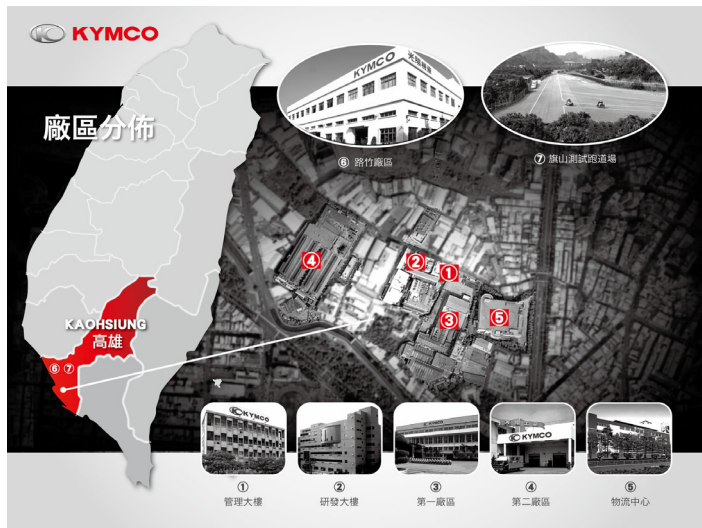 KYMCO
廠區分佈
KYMCO 光陽機車
⑥ 路竹廠區
⑦ 旗山測試跑道場
④
②
①
③
⑤
KAOHSIUNG
高雄
⑥ ⑦
KYMCO
KYMCO
①
管理大樓
②
研發大樓
③
第一廠區
④
第二廠區
⑤
物流中心